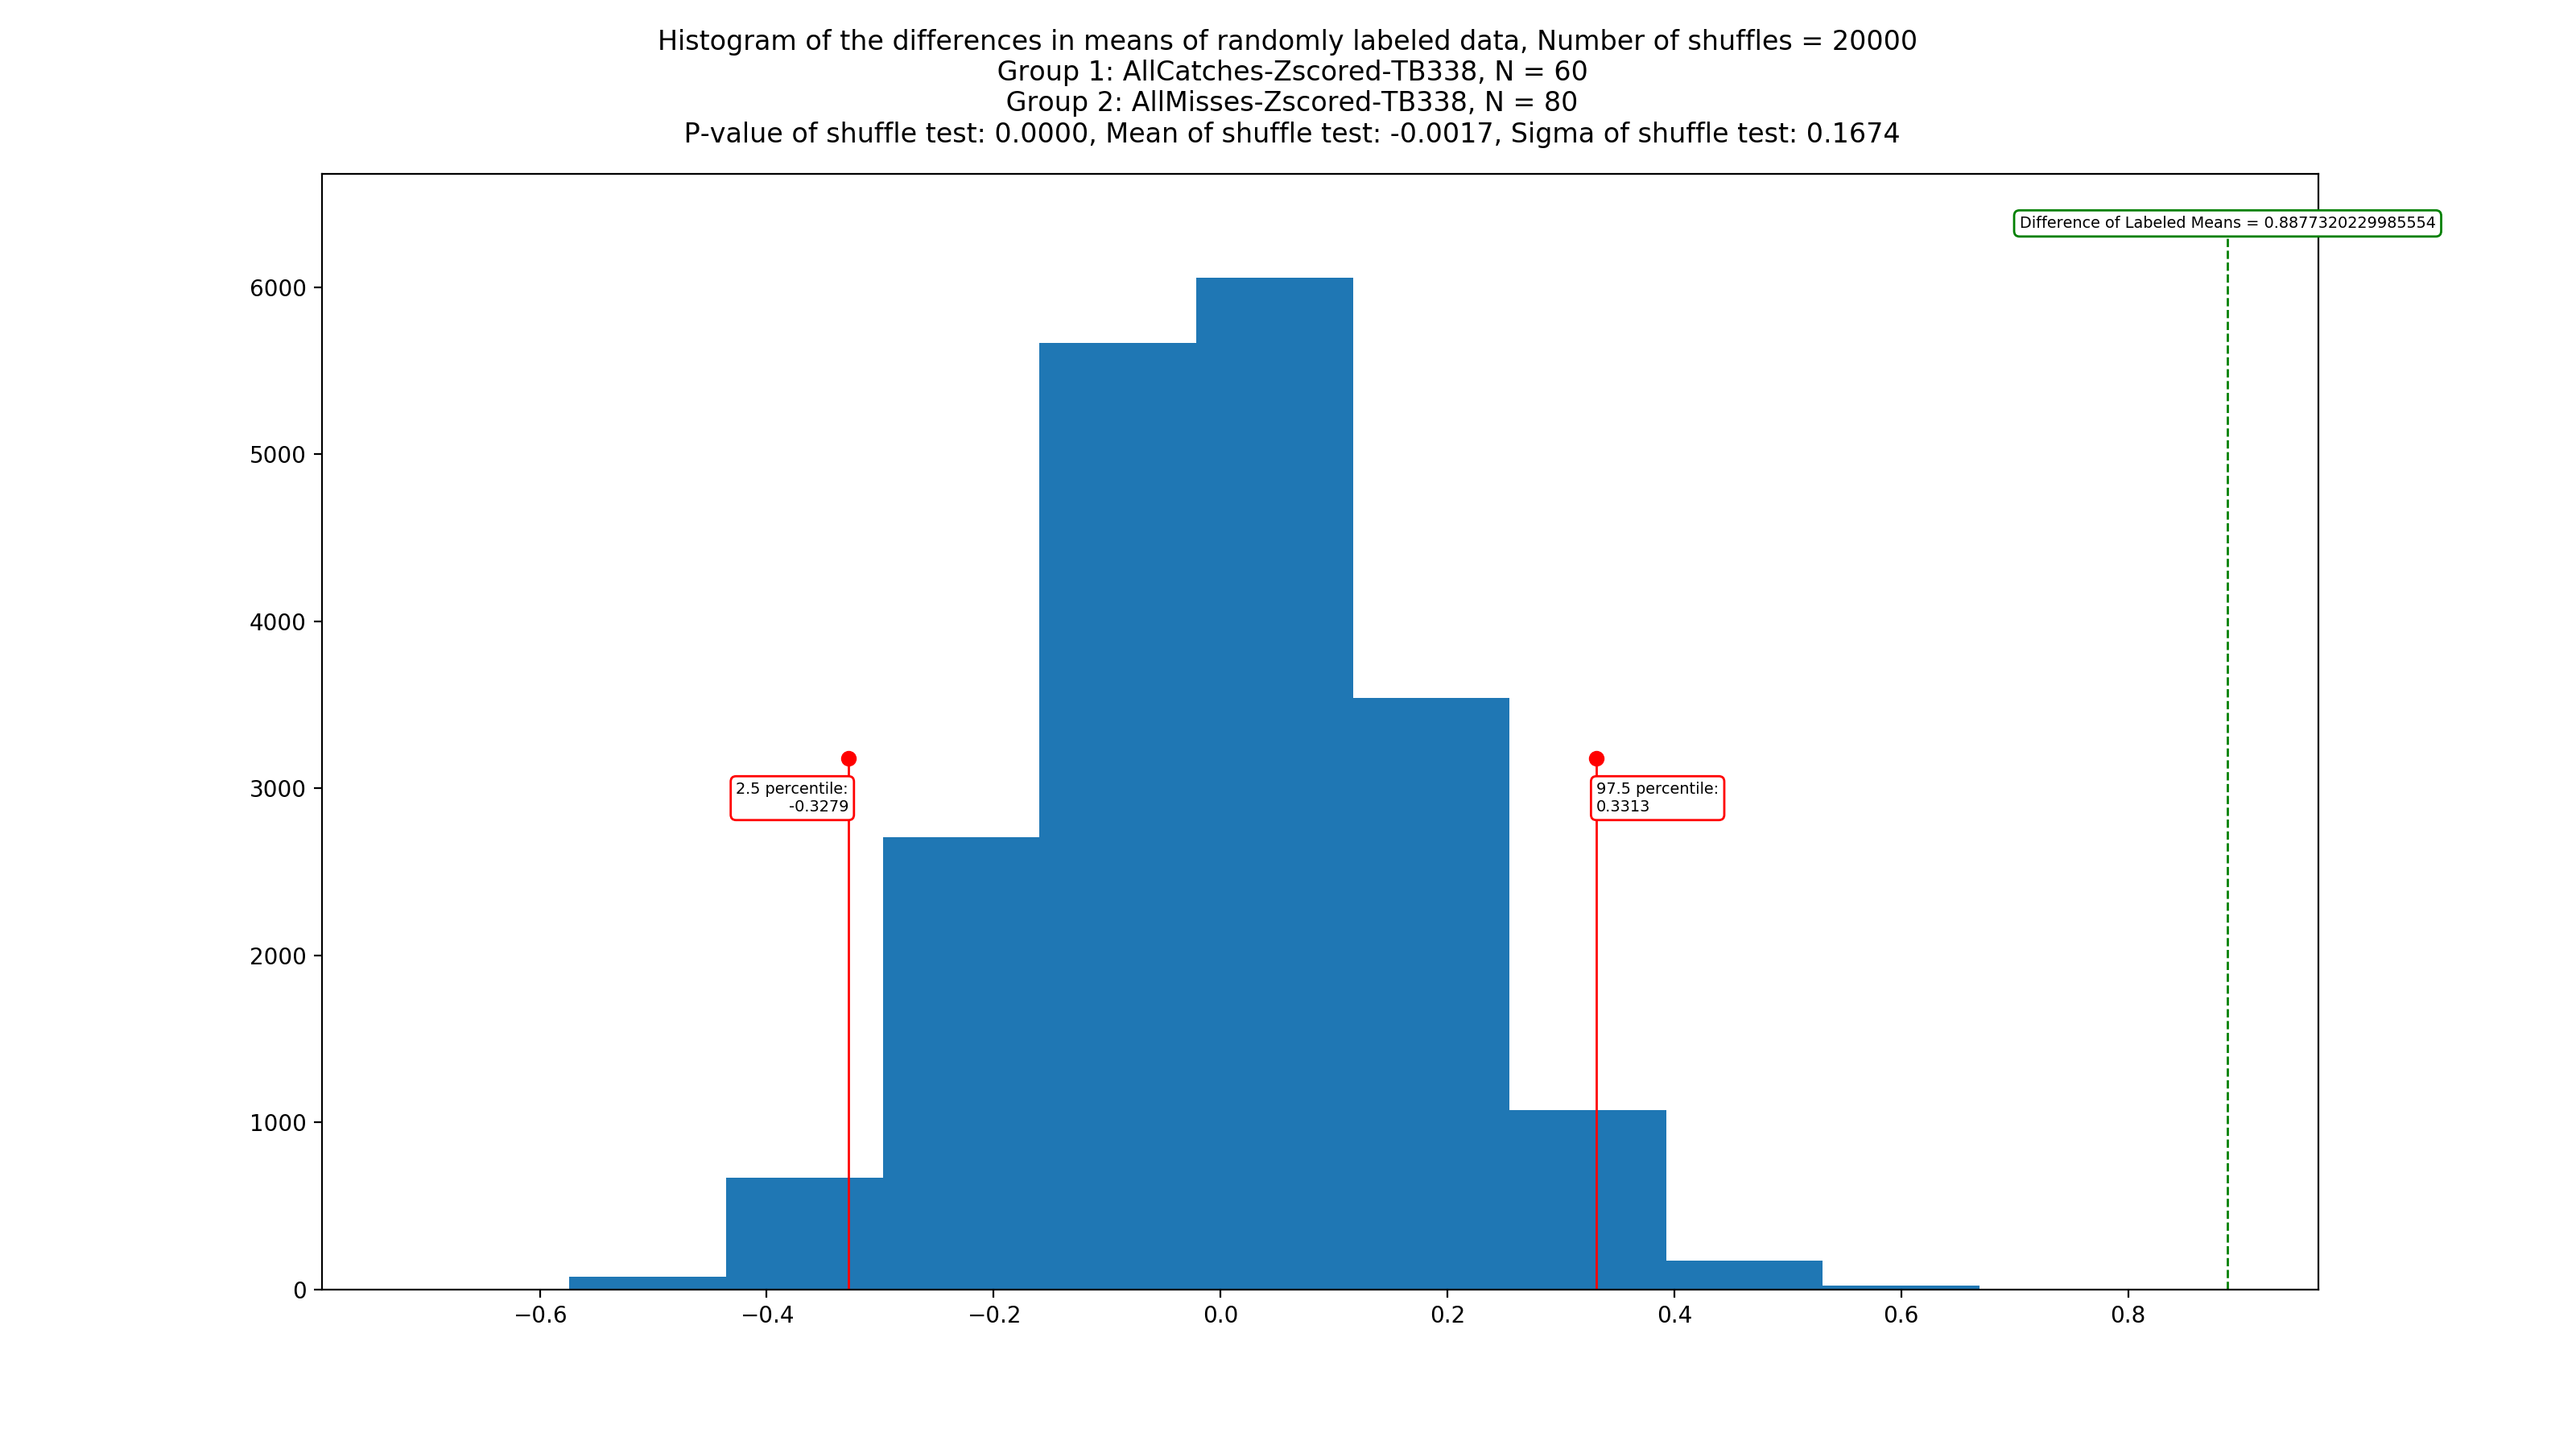 Histogram of the differences in means of randomly labeled data, Number of shuffles = 20000
Group 1: AllCatches-Zscored-TB338, N = 60
Group 2: AllMisses-Zscored-TB338, N = 80
P-value of shuffle test: 0.0000, Mean of shuffle test: -0.0017, Sigma of shuffle test: 0.1674
Difference of Labeled Means = 0.8877320229985554
6000
5000
4000
3000
2000
1000
0
2.5 percentile:
-0.3279
97.5 percentile:
0.3313
−0.6
−0.4
−0.2
0.0
0.2
0.4
0.6
0.8